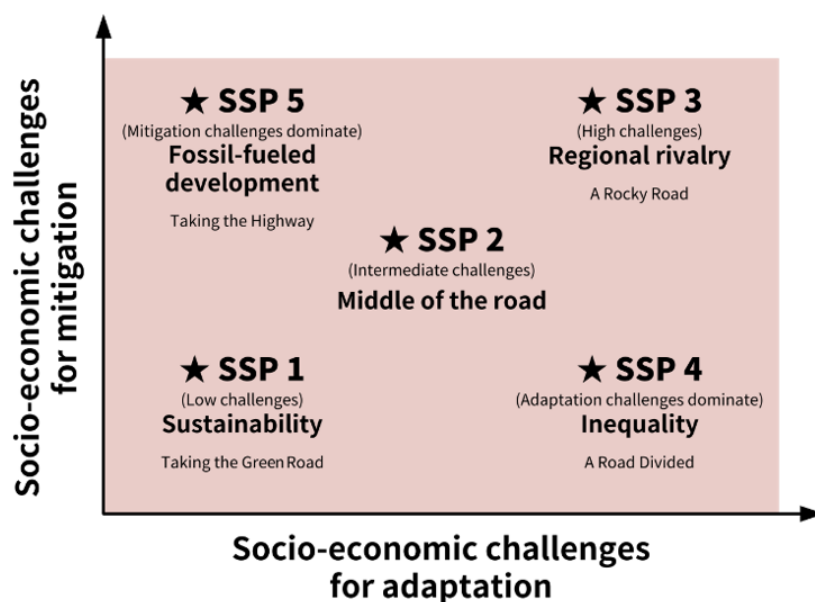 Socio-economic challenges
for mitigation
★ SSP 5
(Mitigation challenges dominate)
Fossil-fueled
development
Taking the Highway
★ SSP 3
(High challenges)
Regional rivalry
A Rocky Road
★ SSP 2
(Intermediate challenges)
Middle of the road
★ SSP 1
(Low challenges)
Sustainability
Taking the Green Road
★ SSP 4
(Adaptation challenges dominate)
Inequality
A Road Divided
Socio-economic challenges
for adaptation